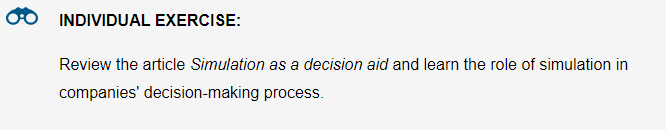 INDIVIDUAL EXERCISE:
Review the article Simulation as a decision aid and learn the role of simulation in
companies' decision-making process.